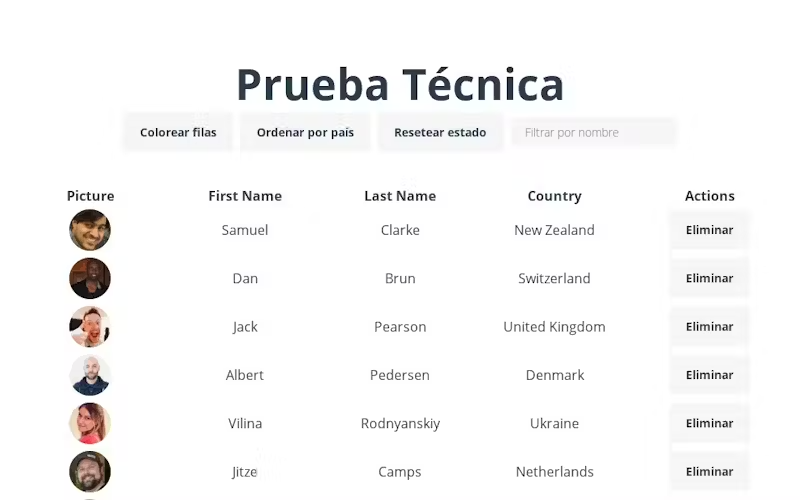 Prueba Técnica
Colorear filas Ordenar por país Resetear estado Filtrar por nombre
Picture First Name Last Name Country Actions
Samuel Clarke New Zealand Eliminar
Dan Brun Switzerland Eliminar
Jack Pearson United Kingdom Eliminar
Albert Pedersen Denmark Eliminar
Vilina Rodnyanskiy Ukraine Eliminar
Jitze Camps Netherlands Eliminar